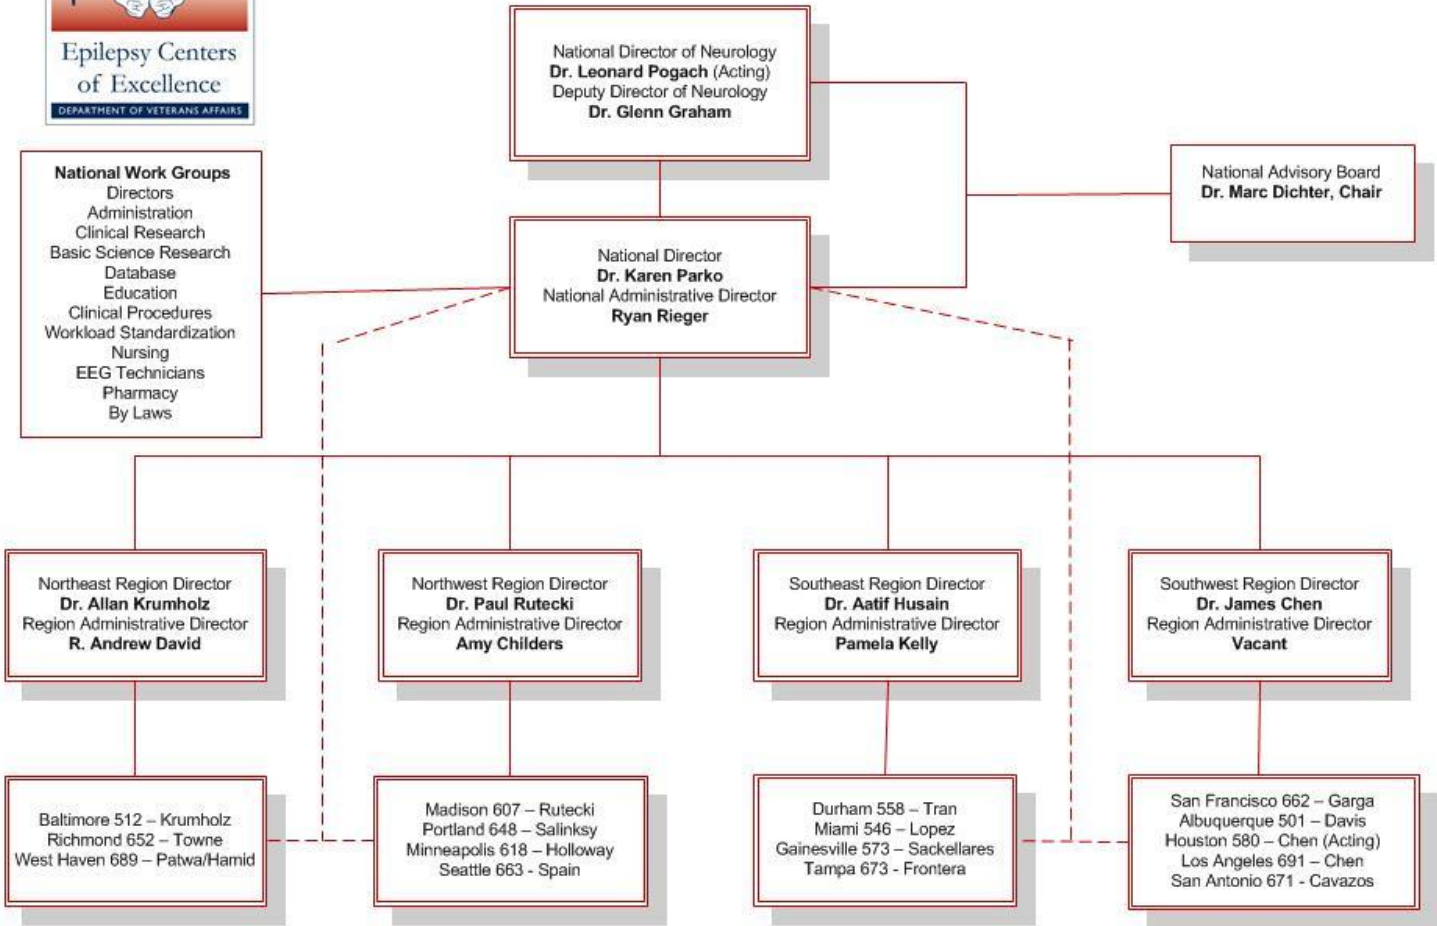 Epilepsy Centers
of Excellence
DEPARTMENT OF VETERANS AFFAIRS
National Director of Neurology
Dr. Leonard Pogach (Acting)
Deputy Director of Neurology
Dr. Glenn Graham
National Work Groups
Directors
Administration
Clinical Research
Basic Science Research
Database
Education
Clinical Procedures
Workload Standardization
Nursing
EEG Technicians
Pharmacy
By Laws
National Advisory Board
Dr. Marc Dichter, Chair
National Director
Dr. Karen Parko
National Administrative Director
Ryan Rieger
Northeast Region Director
Dr. Allan Krumholz
Region Administrative Director
R. Andrew David
Northwest Region Director
Dr. Paul Rutecki
Region Administrative Director
Amy Childers
Southeast Region Director
Dr. Aatif Husain
Region Administrative Director
Pamela Kelly
Southwest Region Director
Dr. James Chen
Region Administrative Director
Vacant
Baltimore 512 – Krumholz
Richmond 652 – Towne
West Haven 689 – Patwa/Hamid
Madison 607 – Rutecki
Portland 648 – Salinksy
Minneapolis 618 – Holloway
Seattle 663 - Spain
Durham 558 – Tran
Miami 546 – Lopez
Gainesville 573 – Sackellares
Tampa 673 - Frontera
San Francisco 662 – Garga
Albuquerque 501 – Davis
Houston 580 – Chen (Acting)
Los Angeles 691 – Chen
San Antonio 671 - Cavazos